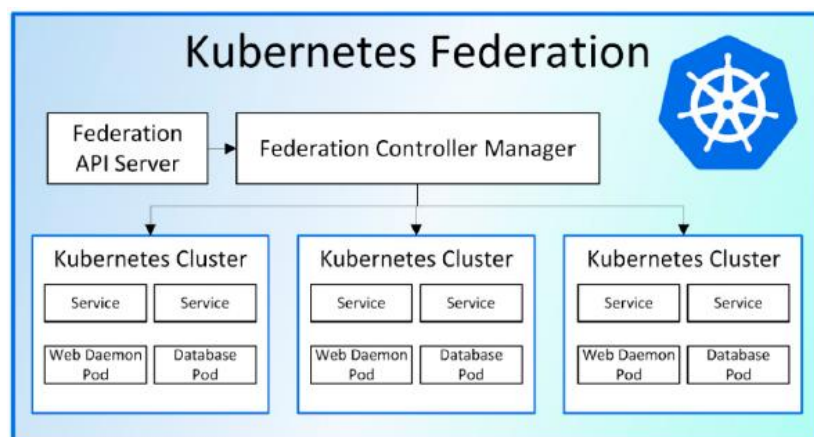 Kubernetes Federation
Federation
API Server
Federation Controller Manager
Kubernetes Cluster
Service
Service
Web Daemon
Pod
Database
Pod
Kubernetes Cluster
Service
Service
Web Daemon
Pod
Database
Pod
Kubernetes Cluster
Service
Service
Web Daemon
Pod
Database
Pod